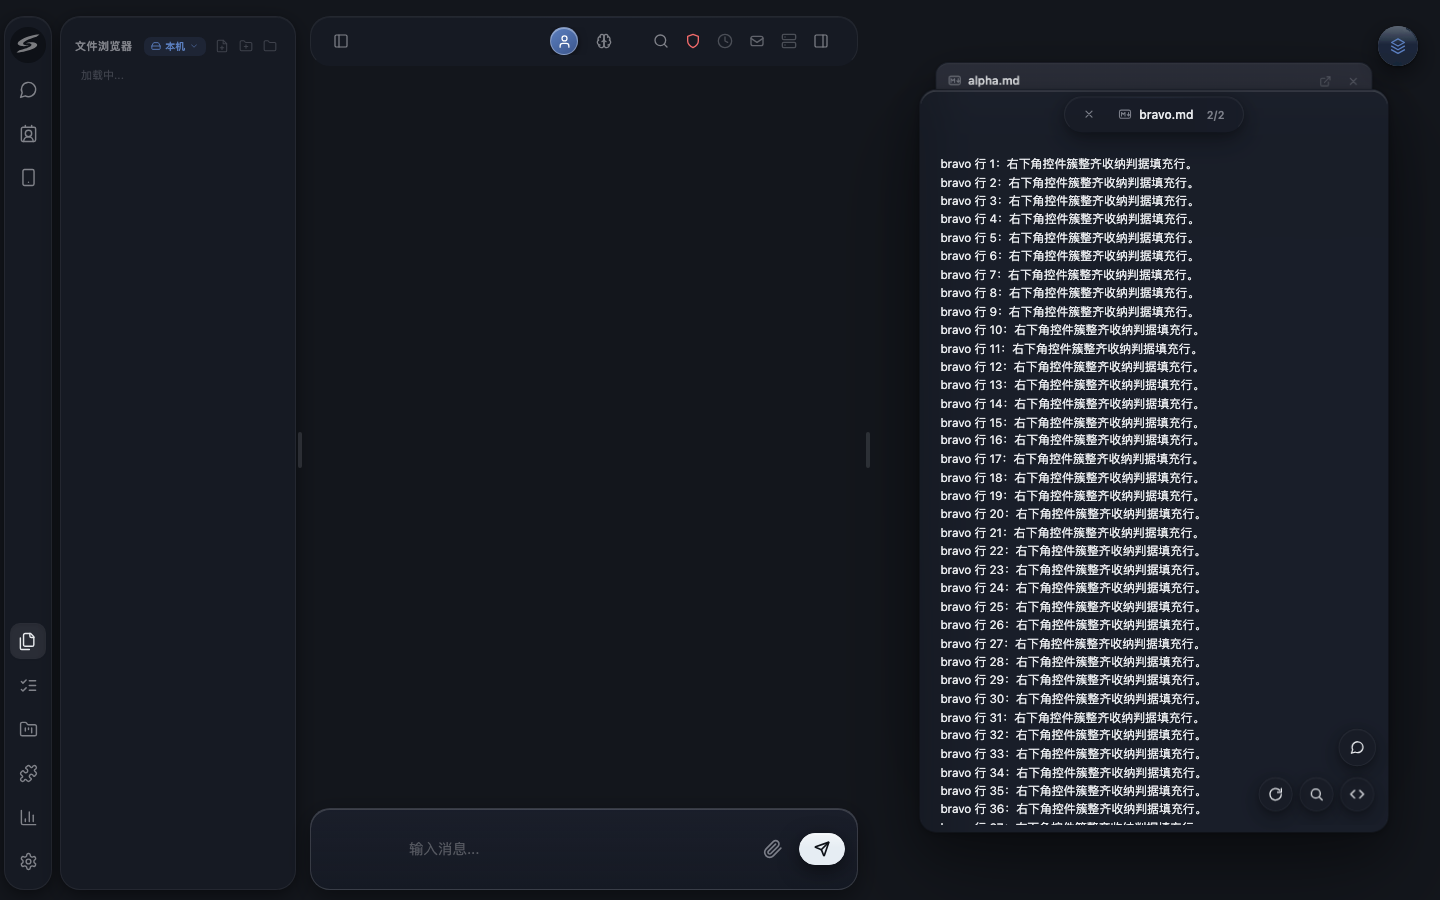 文件浏览器
本机
加载中...
输入消息...
alpha.md
bravo.md 2/2
bravo 行 1：右下角控件簇整齐收纳判据填充行。
bravo 行 2：右下角控件簇整齐收纳判据填充行。
bravo 行 3：右下角控件簇整齐收纳判据填充行。
bravo 行 4：右下角控件簇整齐收纳判据填充行。
bravo 行 5：右下角控件簇整齐收纳判据填充行。
bravo 行 6：右下角控件簇整齐收纳判据填充行。
bravo 行 7：右下角控件簇整齐收纳判据填充行。
bravo 行 8：右下角控件簇整齐收纳判据填充行。
bravo 行 9：右下角控件簇整齐收纳判据填充行。
bravo 行 10：右下角控件簇整齐收纳判据填充行。
bravo 行 11：右下角控件簇整齐收纳判据填充行。
bravo 行 12：右下角控件簇整齐收纳判据填充行。
bravo 行 13：右下角控件簇整齐收纳判据填充行。
bravo 行 14：右下角控件簇整齐收纳判据填充行。
bravo 行 15：右下角控件簇整齐收纳判据填充行。
bravo 行 16：右下角控件簇整齐收纳判据填充行。
bravo 行 17：右下角控件簇整齐收纳判据填充行。
bravo 行 18：右下角控件簇整齐收纳判据填充行。
bravo 行 19：右下角控件簇整齐收纳判据填充行。
bravo 行 20：右下角控件簇整齐收纳判据填充行。
bravo 行 21：右下角控件簇整齐收纳判据填充行。
bravo 行 22：右下角控件簇整齐收纳判据填充行。
bravo 行 23：右下角控件簇整齐收纳判据填充行。
bravo 行 24：右下角控件簇整齐收纳判据填充行。
bravo 行 25：右下角控件簇整齐收纳判据填充行。
bravo 行 26：右下角控件簇整齐收纳判据填充行。
bravo 行 27：右下角控件簇整齐收纳判据填充行。
bravo 行 28：右下角控件簇整齐收纳判据填充行。
bravo 行 29：右下角控件簇整齐收纳判据填充行。
bravo 行 30：右下角控件簇整齐收纳判据填充行。
bravo 行 31：右下角控件簇整齐收纳判据填充行。
bravo 行 32：右下角控件簇整齐收纳判据填充行。
bravo 行 33：右下角控件簇整齐收纳判据填充行。
bravo 行 34：右下角控件簇整齐收纳判据填充行。
bravo 行 35：右下角控件簇整齐收纳判据填充行。
bravo 行 36：右下角控件簇整齐收纳判据填充行。